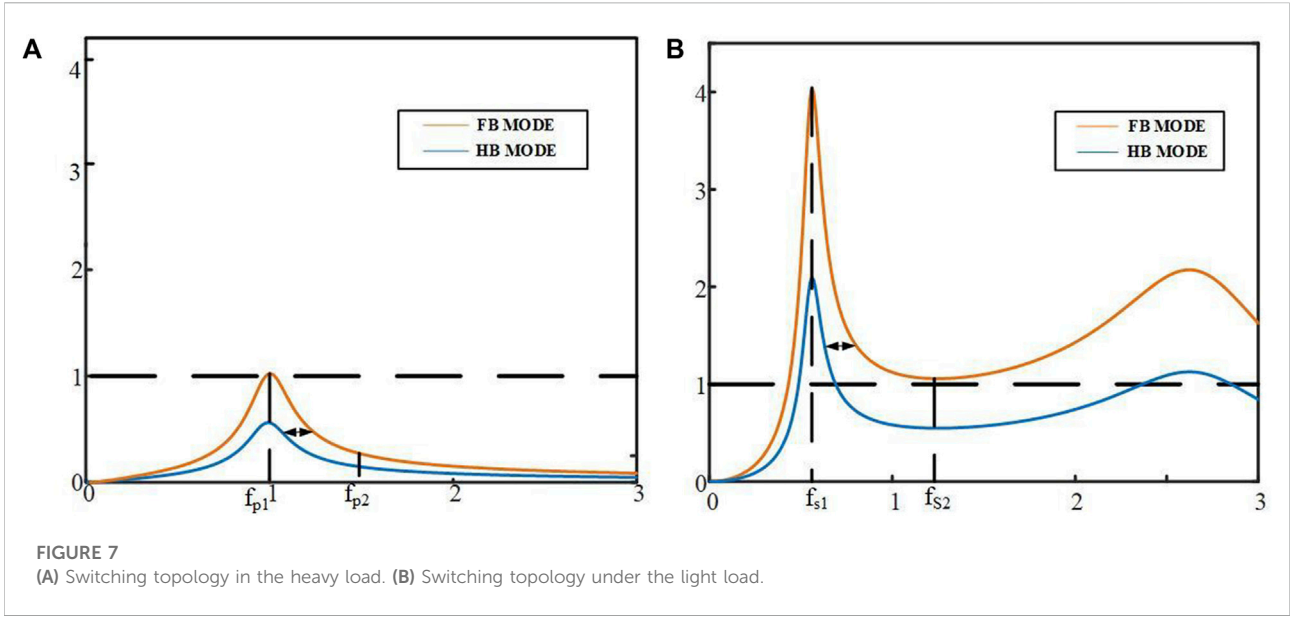 A
4
3
2
1
0
FB MODE
HB MODE
0
fp1
1
fp2
2
3
B
4
3
2
1
0
FB MODE
HB MODE
0
fs1
1
fS2
2
3
FIGURE 7
(A) Switching topology in the heavy load. (B) Switching topology under the light load.